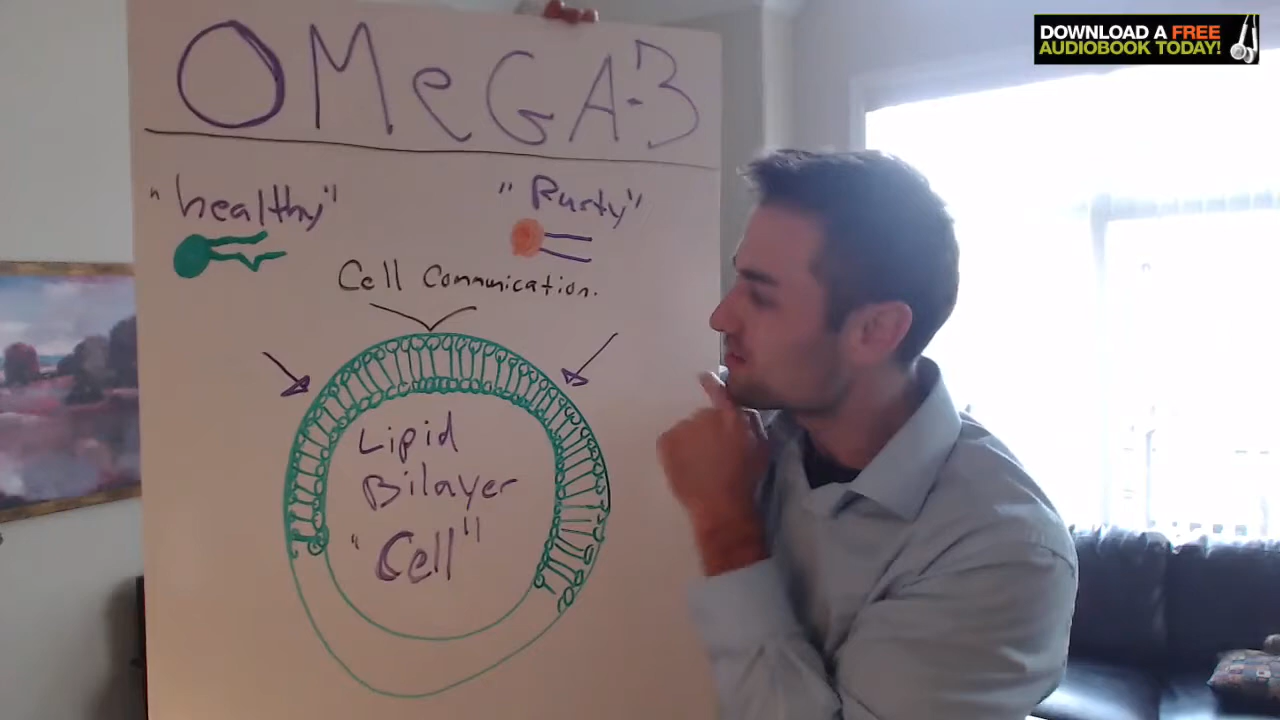 OMeGA-3
"healthy"
"Rusty"
Cell Communication.
Lipid
Bilayer
"Cell"
DOWNLOAD A FREE
AUDIOBOOK TODAY!